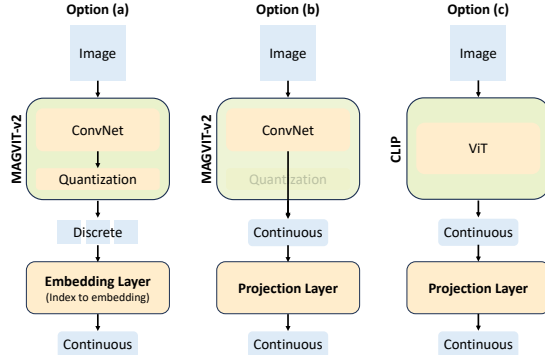 Option (a)
Image
MAGVIT-v2
ConvNet
Quantization
Discrete
Embedding Layer
(Index to embedding)
Continuous
Option (b)
Image
MAGVIT-v2
ConvNet
Quantization
Continuous
Projection Layer
Continuous
Option (c)
Image
CLIP
ViT
Continuous
Projection Layer
Continuous